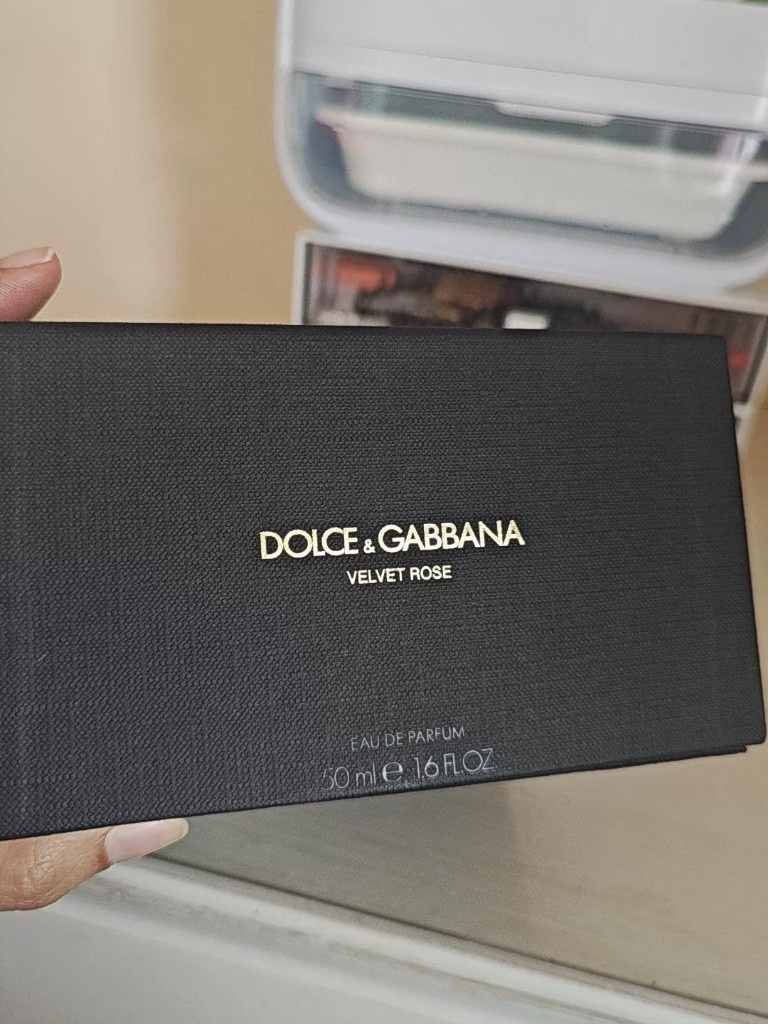 DOLCE & GABBANA
VELVET ROSE
EAU DE PARFUM
50 ml ℮ 1.6 FL.OZ